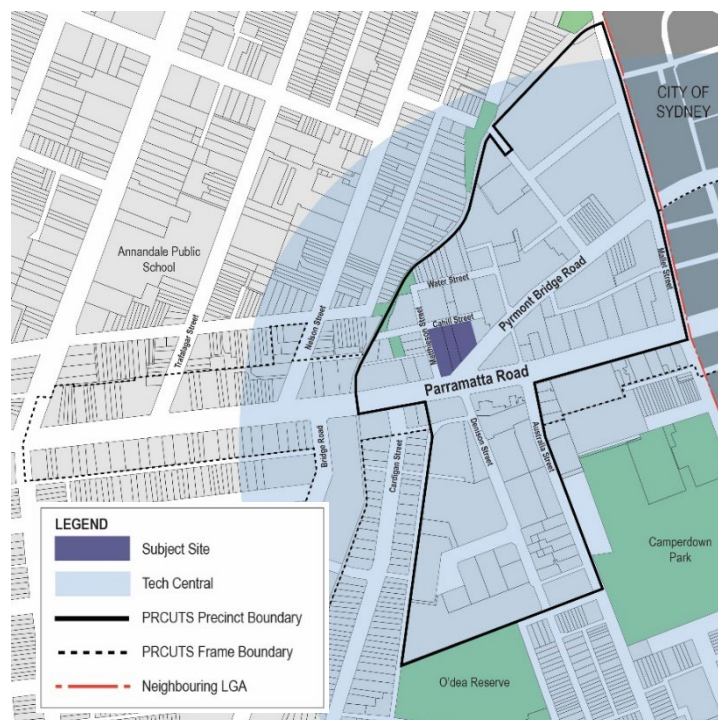 CITY OF
SYDNEY
Annandale Public
School
Trafalgar Street
Nelson Street
Water Street
Cahill Street
Mathieson Street
Pyrmont Bridge Road
Mallet Street
Parramatta Road
Bridge Road
Cardigan Street
Denison Street
Australia Street
Camperdown
Park
O'dea Reserve
LEGEND
Subject Site
Tech Central
PRCUTS Precinct Boundary
PRCUTS Frame Boundary
Neighbouring LGA